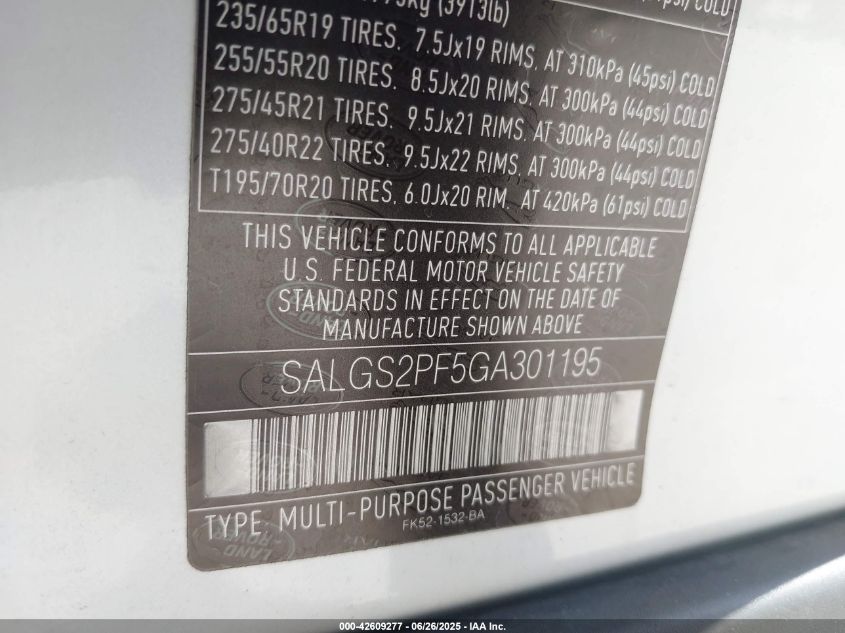 (3913lb)
COLD
235/65R19 TIRES. 7.5Jx19 RIMS. AT 310kPa (45psi) COLD
255/55R20 TIRES. 8.5Jx20 RIMS. AT 300kPa (44psi) COLD
275/45R21 TIRES. 9.5Jx21 RIMS. AT 300kPa (44psi) COLD
275/40R22 TIRES. 9.5Jx22 RIMS. AT 300kPa (44psi) COLD
T195/70R20 TIRES. 6.0Jx20 RIM. AT 420kPa (61psi) COLD
THIS VEHICLE CONFORMS TO ALL APPLICABLE
U.S. FEDERAL MOTOR VEHICLE SAFETY
STANDARDS IN EFFECT ON THE DATE OF
MANUFACTURE SHOWN ABOVE
SALGS2PF5GA301195
TYPE. MULTI-PURPOSE PASSENGER VEHICLE
FK52-1532-BA
LAND ROVER
000-42609277 - 06/26/2025 - IAA Inc.